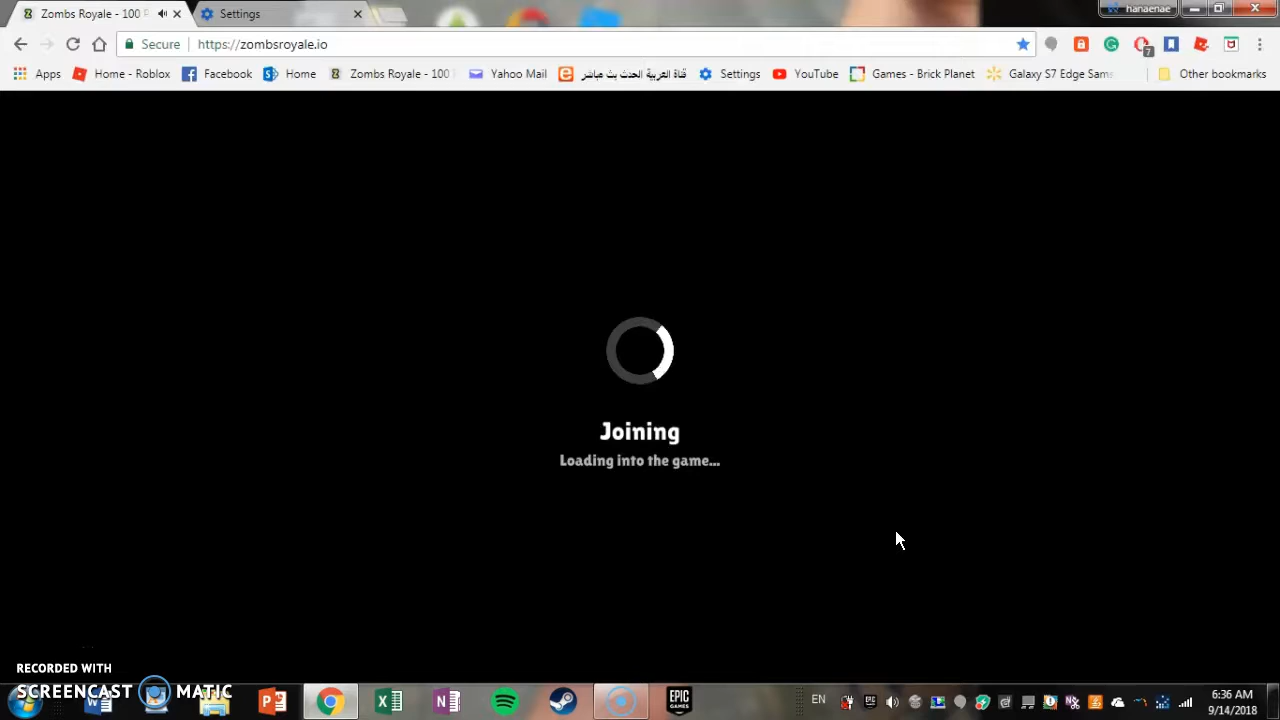 Zombs Royale - 100 P
Settings
hanaenae
Secure
https://zombsroyale.io
7
Apps
Home - Roblox
Facebook
Home
Zombs Royale - 100
Yahoo Mail
قناة العربية الحدث بث مباشر
Settings
YouTube
Games - Brick Planet
Galaxy S7 Edge Sams
Other bookmarks
Joining
Loading into the game...
RECORDED WITH
SCREENCAST MATIC
EPIC
GAMES
EN
6:36 AM
9/14/2018